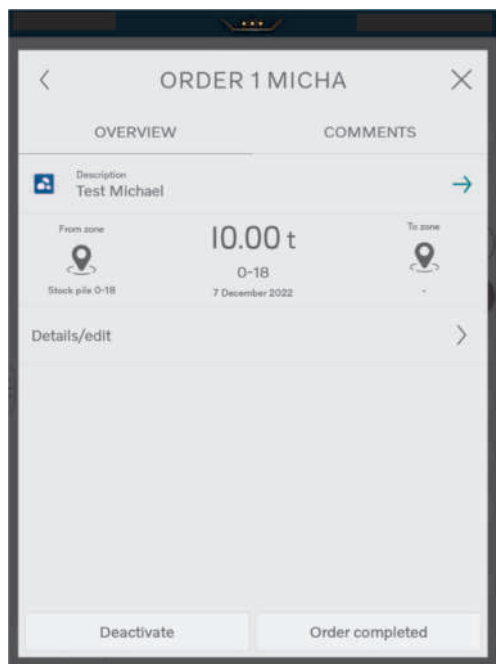 ORDER 1 MICHA
OVERVIEW COMMENTS
Description
Test Michael
From zone 10.00 t To zone
0-18
Stock pile 0-18 7 December 2022 -
Details/edit
Deactivate Order completed